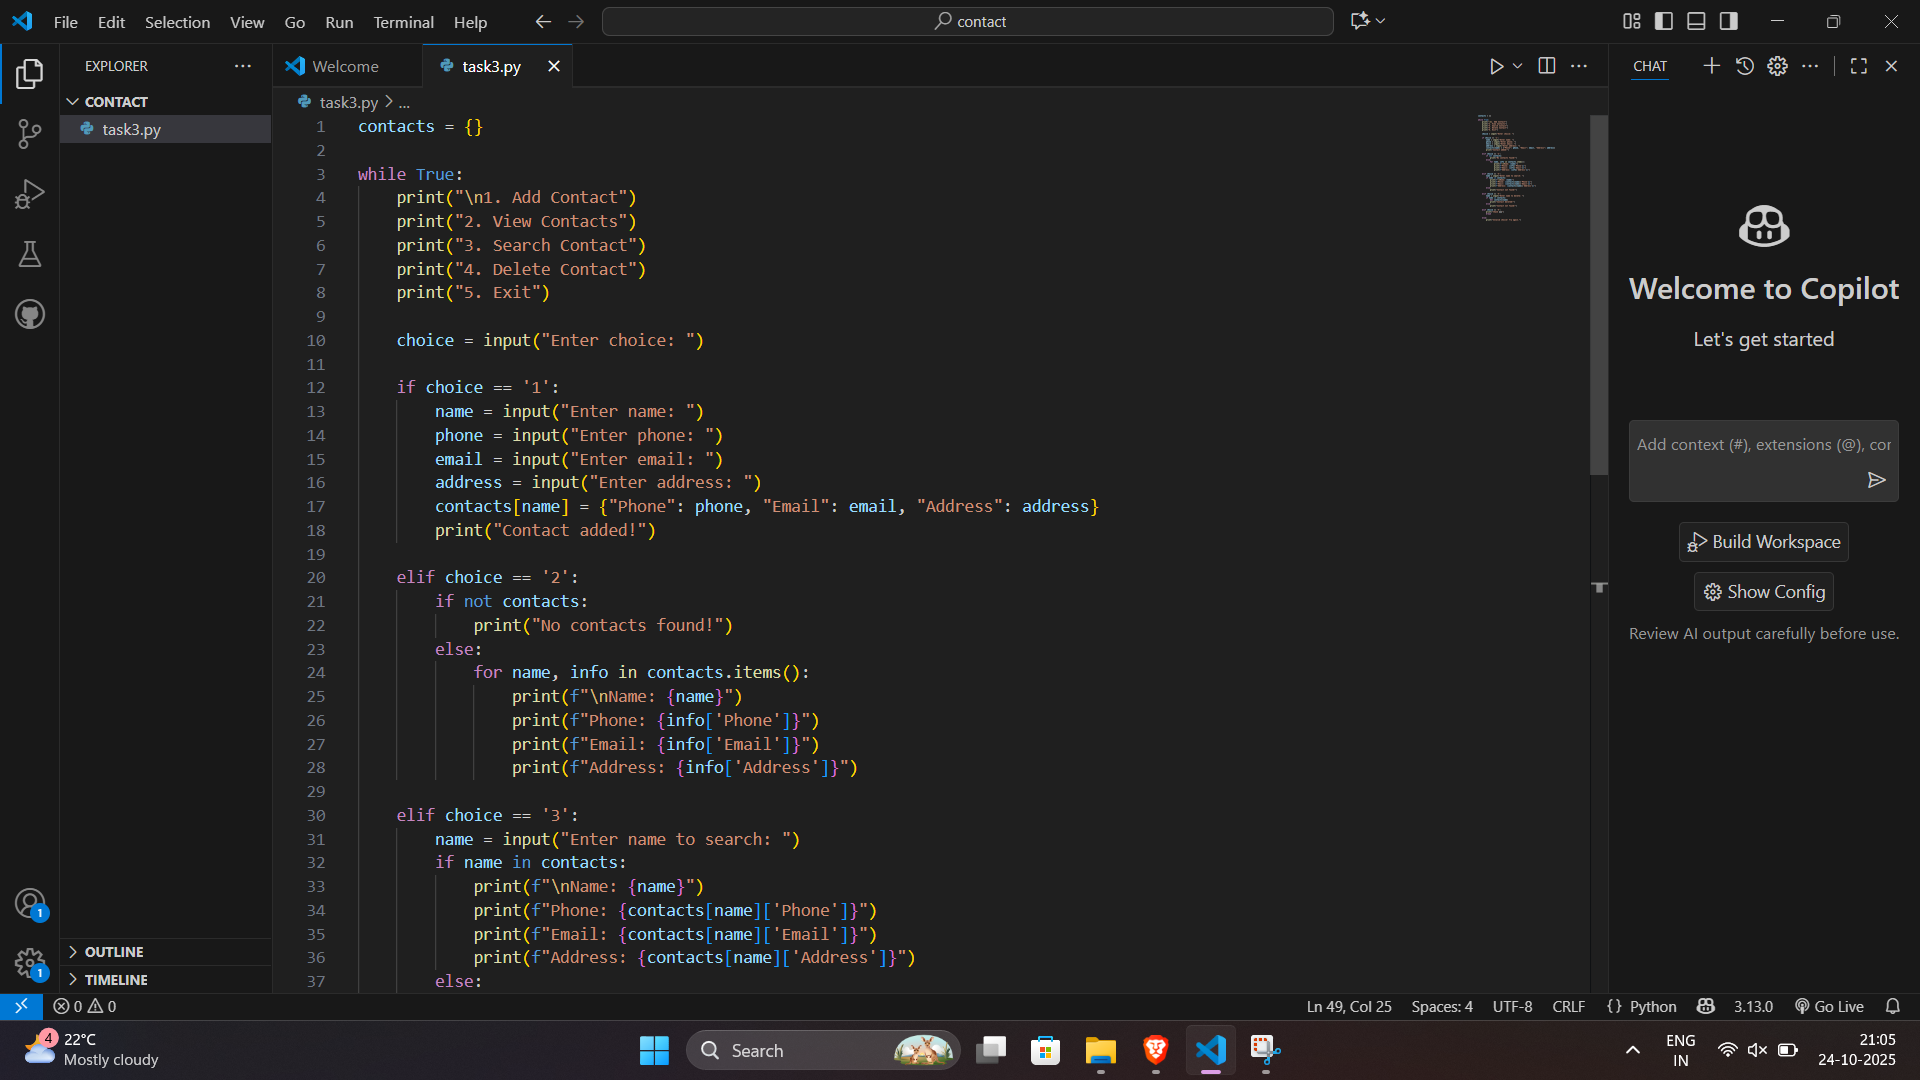 File Edit Selection View Go Run Terminal Help
contact
EXPLORER
CONTACT
task3.py
OUTLINE
TIMELINE
Welcome
task3.py
task3.py > ...
1 contacts = {}
2
3 while True:
4     print("\n1. Add Contact")
5     print("2. View Contacts")
6     print("3. Search Contact")
7     print("4. Delete Contact")
8     print("5. Exit")
9
10     choice = input("Enter choice: ")
11
12     if choice == '1':
13         name = input("Enter name: ")
14         phone = input("Enter phone: ")
15         email = input("Enter email: ")
16         address = input("Enter address: ")
17         contacts[name] = {"Phone": phone, "Email": email, "Address": address}
18         print("Contact added!")
19
20     elif choice == '2':
21         if not contacts:
22             print("No contacts found!")
23         else:
24             for name, info in contacts.items():
25                 print(f"\nName: {name}")
26                 print(f"Phone: {info['Phone']}")
27                 print(f"Email: {info['Email']}")
28                 print(f"Address: {info['Address']}")
29
30     elif choice == '3':
31         name = input("Enter name to search: ")
32         if name in contacts:
33             print(f"\nName: {name}")
34             print(f"Phone: {contacts[name]['Phone']}")
35             print(f"Email: {contacts[name]['Email']}")
36             print(f"Address: {contacts[name]['Address']}")
37         else:
CHAT
Welcome to Copilot
Let's get started
Add context (#), extensions (@), cor
Build Workspace
Show Config
Review AI output carefully before use.
1
1
0 0
Ln 49, Col 25 Spaces: 4 UTF-8 CRLF {} Python 3.13.0 Go Live
4
22°C
Mostly cloudy
Search
ENG
IN
21:05
24-10-2025